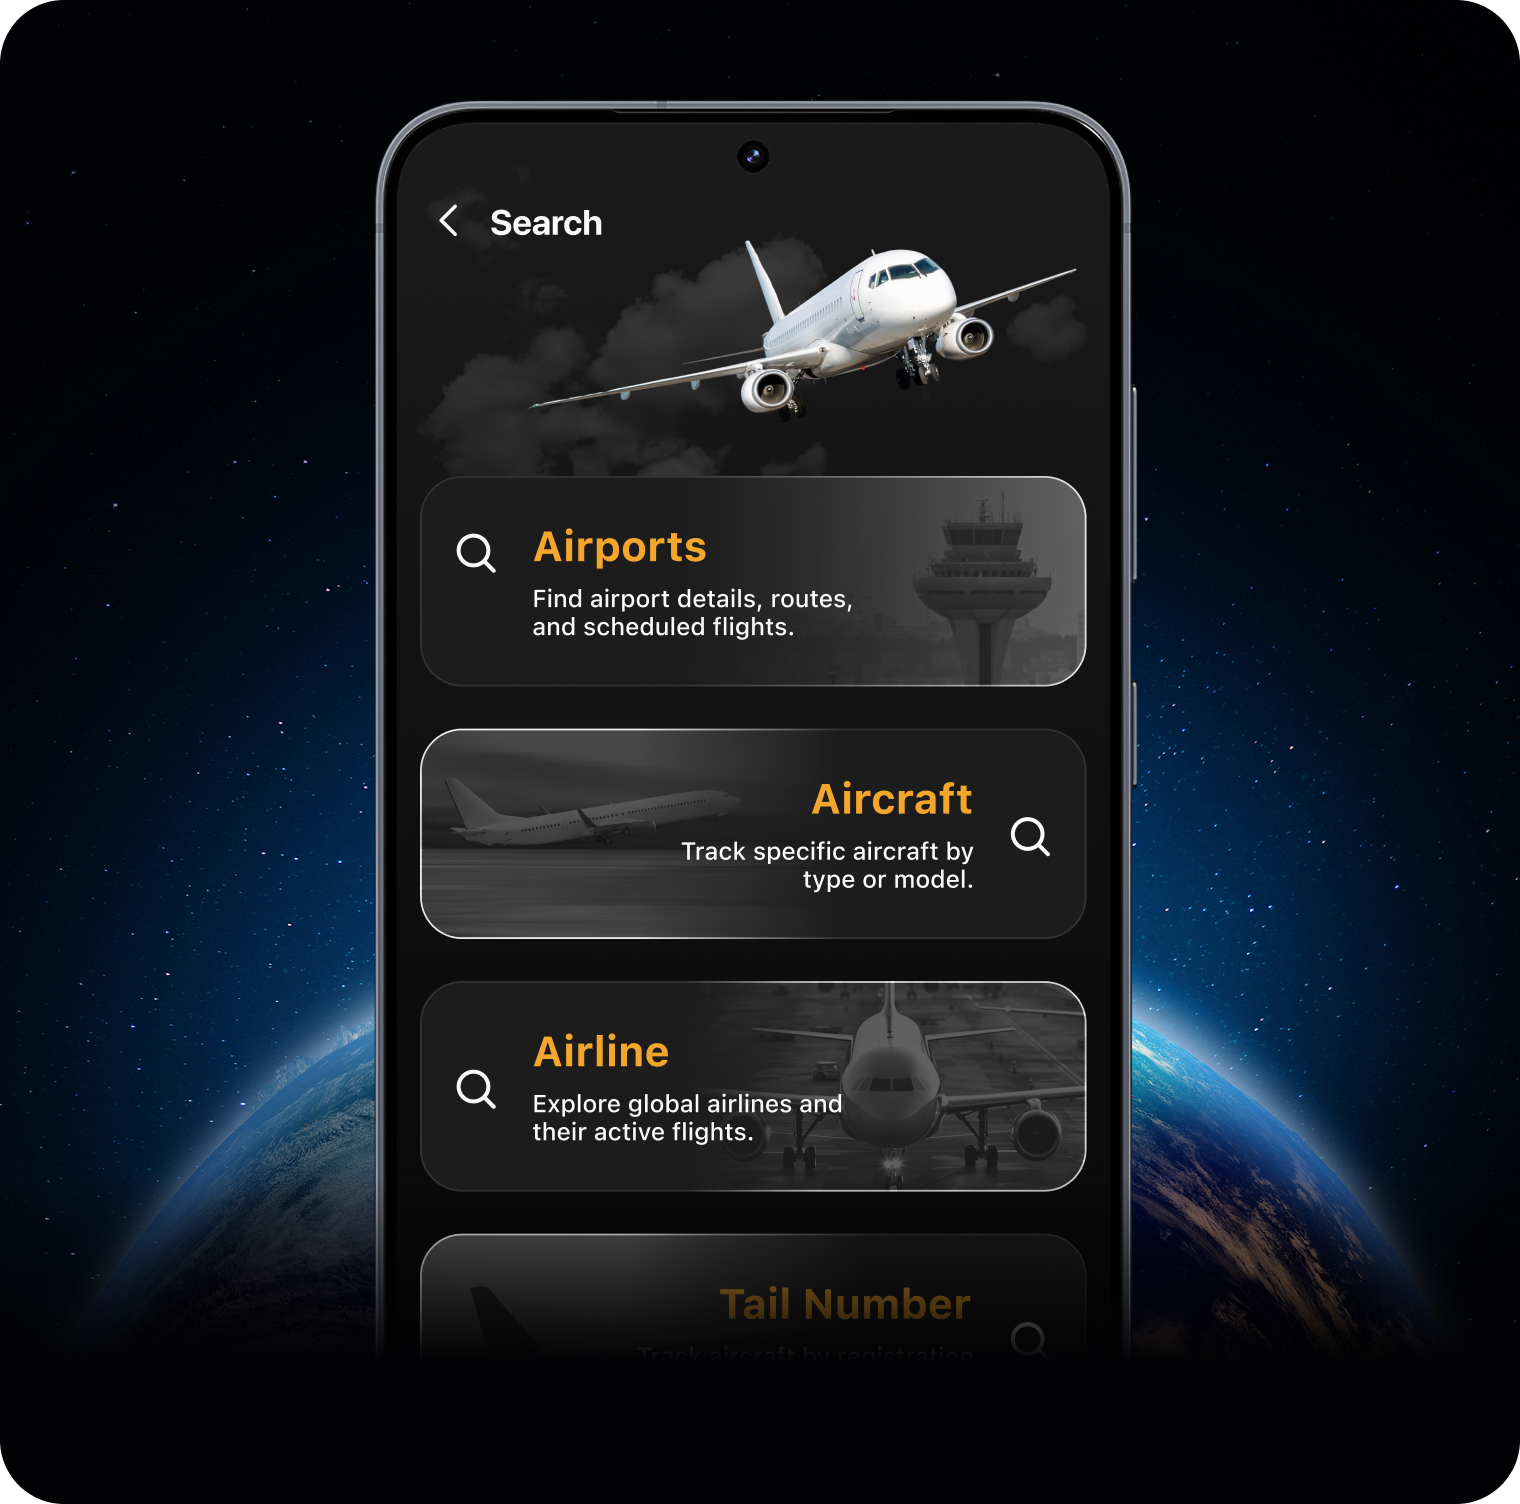 Search
Airports
Find airport details, routes,
and scheduled flights.
Aircraft
Track specific aircraft by
type or model.
Airline
Explore global airlines and
their active flights.
Tail Number
Track aircraft by registration